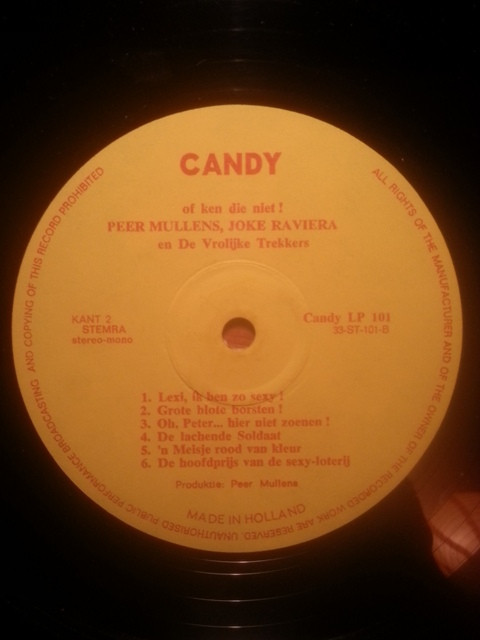 CANDY
of ken die niet!
PEER MULLENS, JOKE RAVIERA
en De Vrolijke Trekkers
KANT 2
STEMRA
stereo-mono
Candy LP 101
33-ST-101-B
1. Lexl, ik ben zo sexy!
2. Grote blote borsten!
3. Oh, Peter... hier niet zoenen!
4. De lachende Soldaat
5. 'n Meisje rood van kleur
6. De hoofdprijs van de sexy-loterij
Produktie: Peer Mullens
MADE IN HOLLAND
ALL RIGHTS OF THE MANUFACTURER AND OF THE OWNER OF THE RECORDED WORK ARE RESERVED. UNAUTHORISED PUBLIC PERFORMANCE BROADCASTING AND COPYING OF THIS RECORD PROHIBITED